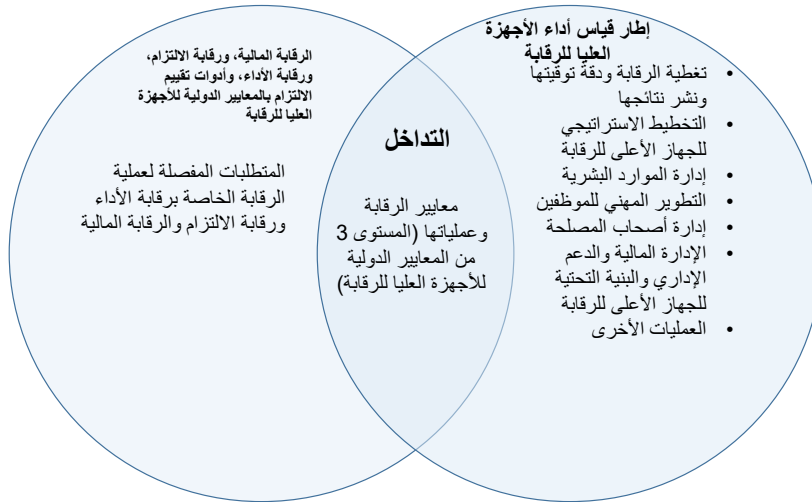 إطار قياس أداء الأجهزة
العليا للرقابة
• تغطية الرقابة ودقة توقيتها
ونشر نتائجها
• التخطيط الاستراتيجي
للجهاز الأعلى للرقابة
• إدارة الموارد البشرية
• التطوير المهني للموظفين
• إدارة أصحاب المصلحة
• الإدارة المالية والدعم
الإداري والبنية التحتية
للجهاز الأعلى للرقابة
• العمليات الأخرى
التداخل
معايير الرقابة
وعملياتها (المستوى 3
من المعايير الدولية
للأجهزة العليا للرقابة)
الرقابة المالية، ورقابة الالتزام،
ورقابة الأداء، وأدوات تقييم
الالتزام بالمعايير الدولية للأجهزة
العليا للرقابة
المتطلبات المفصلة لعملية
الرقابة الخاصة برقابة الأداء
ورقابة الالتزام والرقابة المالية